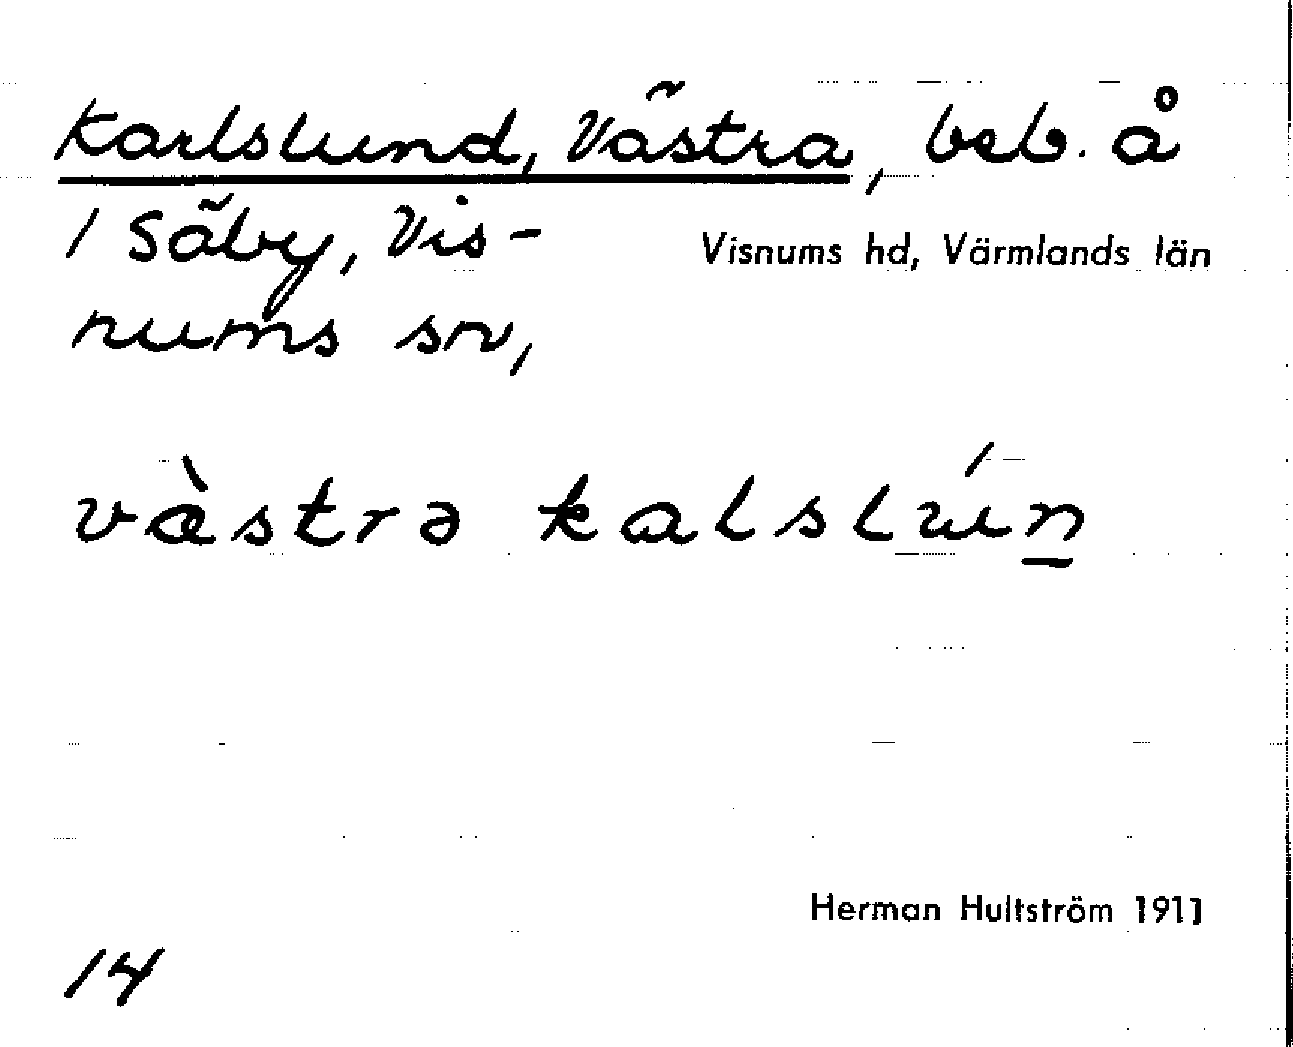 Karlslund, Västra, beb. å
1 Säby, Vis-
nums sn,
Visnums hd, Värmlands län
vàstrə kalslún
Herman Hultström 1911
14